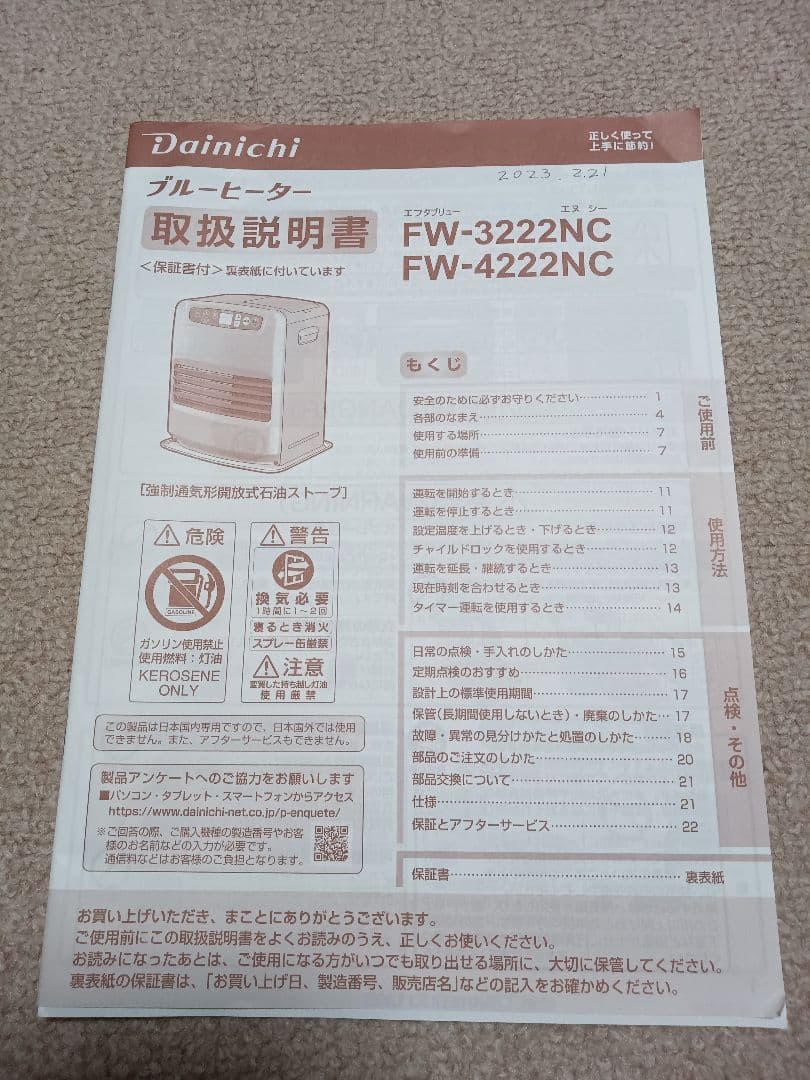 Dainichi
正しく使って
上手に節約!
2023.2.21
ブルーヒーター
取扱説明書
<保証書付>裏表紙に付いています
エフダブリュー エヌ シー
FW-3222NC
FW-4222NC
[強制通気形開放式石油ストーブ]
危険
GASOLINE
ガソリン使用禁止
使用燃料:灯油
KEROSENE
ONLY
警告
換気必要
1時間に1~2回
寝るとき消火
スプレー缶厳禁
注意
変質した持ち越し灯油
使用厳禁
この製品は日本国内専用ですので、日本国外では使用
できません。また、アフターサービスもできません。
製品アンケートへのご協力をお願いします
■パソコン・タブレット・スマートフォンからアクセス
https://www.dainichi-net.co.jp/p-enquete/
※ご回答の際、ご購入機種の製造番号やお客
様のお名前などの入力が必要です。
通信料などはお客様のご負担となります。
もくじ
ご使用前
安全のために必ずお守りください………………1
各部のなまえ………………4
使用する場所………………7
使用前の準備………………7
使用方法
運転を開始するとき………………11
運転を停止するとき………………11
設定温度を上げるとき・下げるとき………………12
チャイルドロックを使用するとき………………12
運転を延長・継続するとき………………13
現在時刻を合わせるとき………………13
タイマー運転を使用するとき………………14
点検・その他
日常の点検・手入れのしかた………………15
定期点検のおすすめ………………16
設計上の標準使用期間………………17
保管(長期間使用しないとき)・廃棄のしかた…17
故障・異常の見分けかたと処置のしかた………18
部品のご注文のしかた………………20
部品交換について………………21
仕様………………21
保証とアフターサービス………………22
保証書………………裏表紙
お買い上げいただき、まことにありがとうございます。
ご使用前にこの取扱説明書をよくお読みのうえ、正しくお使いください。
お読みになったあとは、ご使用になる方がいつでも取り出せる場所に、大切に保管してください。
裏表紙の保証書は、「お買い上げ日、製造番号、販売店名」などの記入をお確かめください。